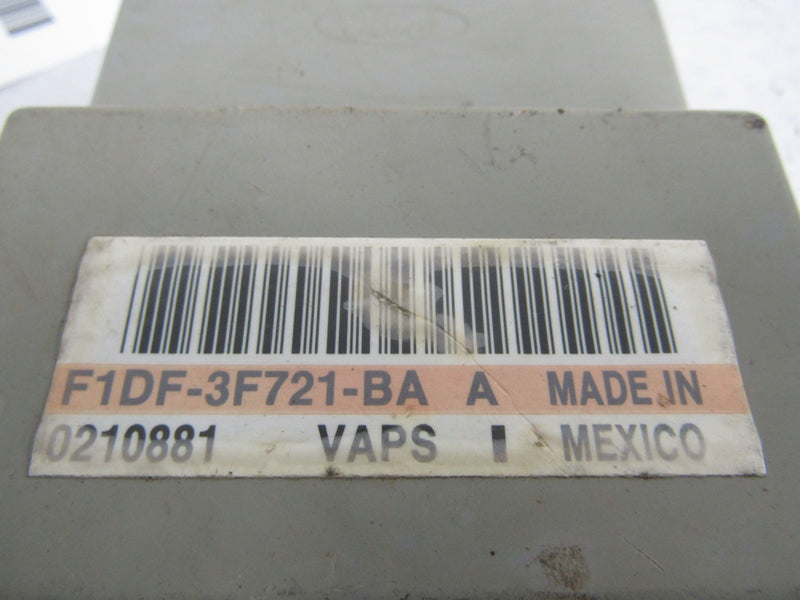 F1DF-3F721-BA A MADE IN
0210881 VAPS I MEXICO